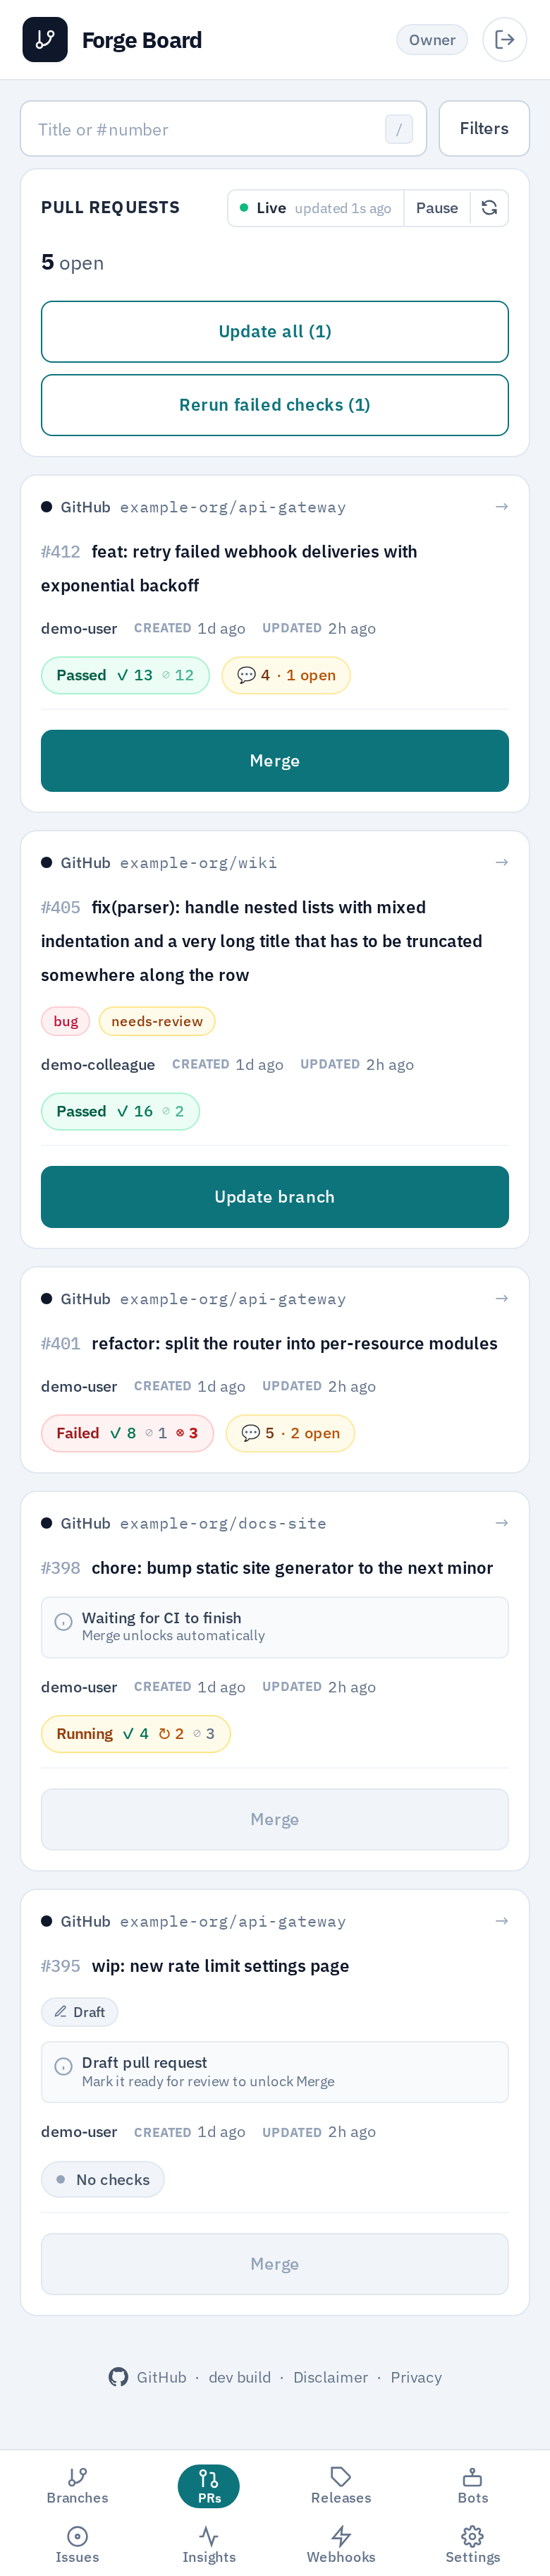 Forge Board
Owner
Title or #number
/
Filters
PULL REQUESTS
Live updated 1s ago
Pause
5 open
Update all (1)
Rerun failed checks (1)
GitHub example-org/api-gateway →
#412 feat: retry failed webhook deliveries with
exponential backoff
demo-user CREATED 1d ago UPDATED 2h ago
Passed ✓ 13 ⊘ 12 💬 4 · 1 open
Merge
GitHub example-org/wiki →
#405 fix(parser): handle nested lists with mixed
indentation and a very long title that has to be truncated
somewhere along the row
bug needs-review
demo-colleague CREATED 1d ago UPDATED 2h ago
Passed ✓ 16 ⊘ 2
Update branch
GitHub example-org/api-gateway →
#401 refactor: split the router into per-resource modules
demo-user CREATED 1d ago UPDATED 2h ago
Failed ✓ 8 ⊘ 1 ⊗ 3 💬 5 · 2 open
GitHub example-org/docs-site →
#398 chore: bump static site generator to the next minor
Waiting for CI to finish
Merge unlocks automatically
demo-user CREATED 1d ago UPDATED 2h ago
Running ✓ 4 ↻ 2 ⊘ 3
Merge
GitHub example-org/api-gateway →
#395 wip: new rate limit settings page
Draft
Draft pull request
Mark it ready for review to unlock Merge
demo-user CREATED 1d ago UPDATED 2h ago
No checks
Merge
GitHub · dev build · Disclaimer · Privacy
Branches PRs Releases Bots
Issues Insights Webhooks Settings